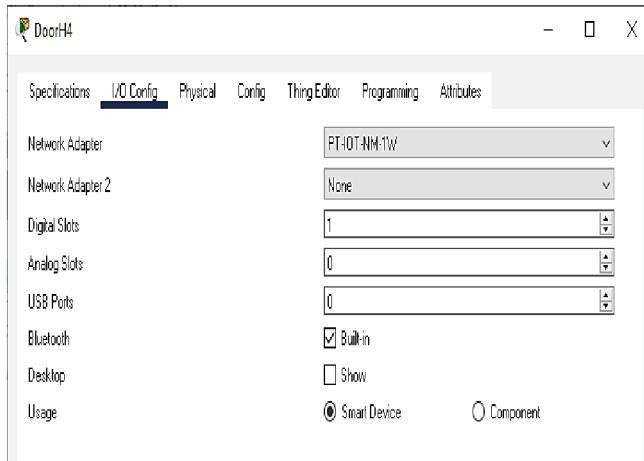 DoorH4
Specifications I/O Config Physical Config Thing Editor Programming Attributes
Network Adapter PT-IOT-NM-1W
Network Adapter 2 None
Digital Slots 1
Analog Slots 0
USB Ports 0
Bluetooth Built-in
Desktop Show
Usage Smart Device Component